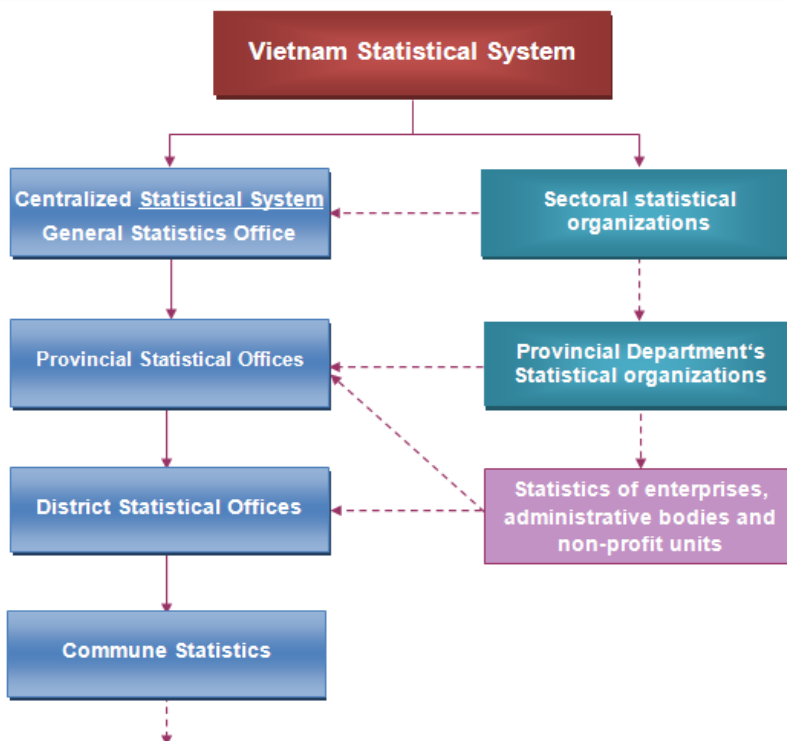 Vietnam Statistical System
Centralized Statistical System
General Statistics Office
Sectoral statistical
organizations
Provincial Statistical Offices
Provincial Department‘s
Statistical organizations
District Statistical Offices
Statistics of enterprises,
administrative bodies and
non-profit units
Commune Statistics